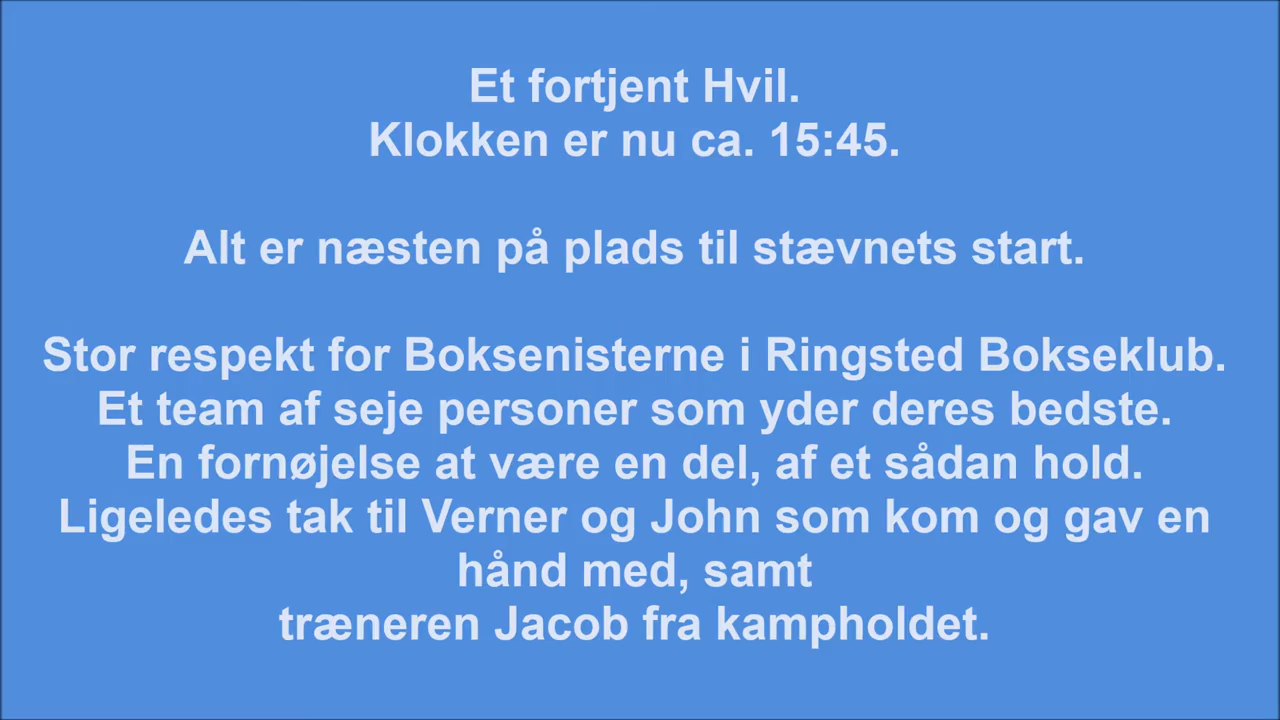 Et fortjent Hvil.
Klokken er nu ca. 15:45.
Alt er næsten på plads til stævnets start.
Stor respekt for Boksenisterne i Ringsted Bokseklub.
Et team af seje personer som yder deres bedste.
En fornøjelse at være en del, af et sådan hold.
Ligeledes tak til Verner og John som kom og gav en
hånd med, samt
træneren Jacob fra kampholdet.